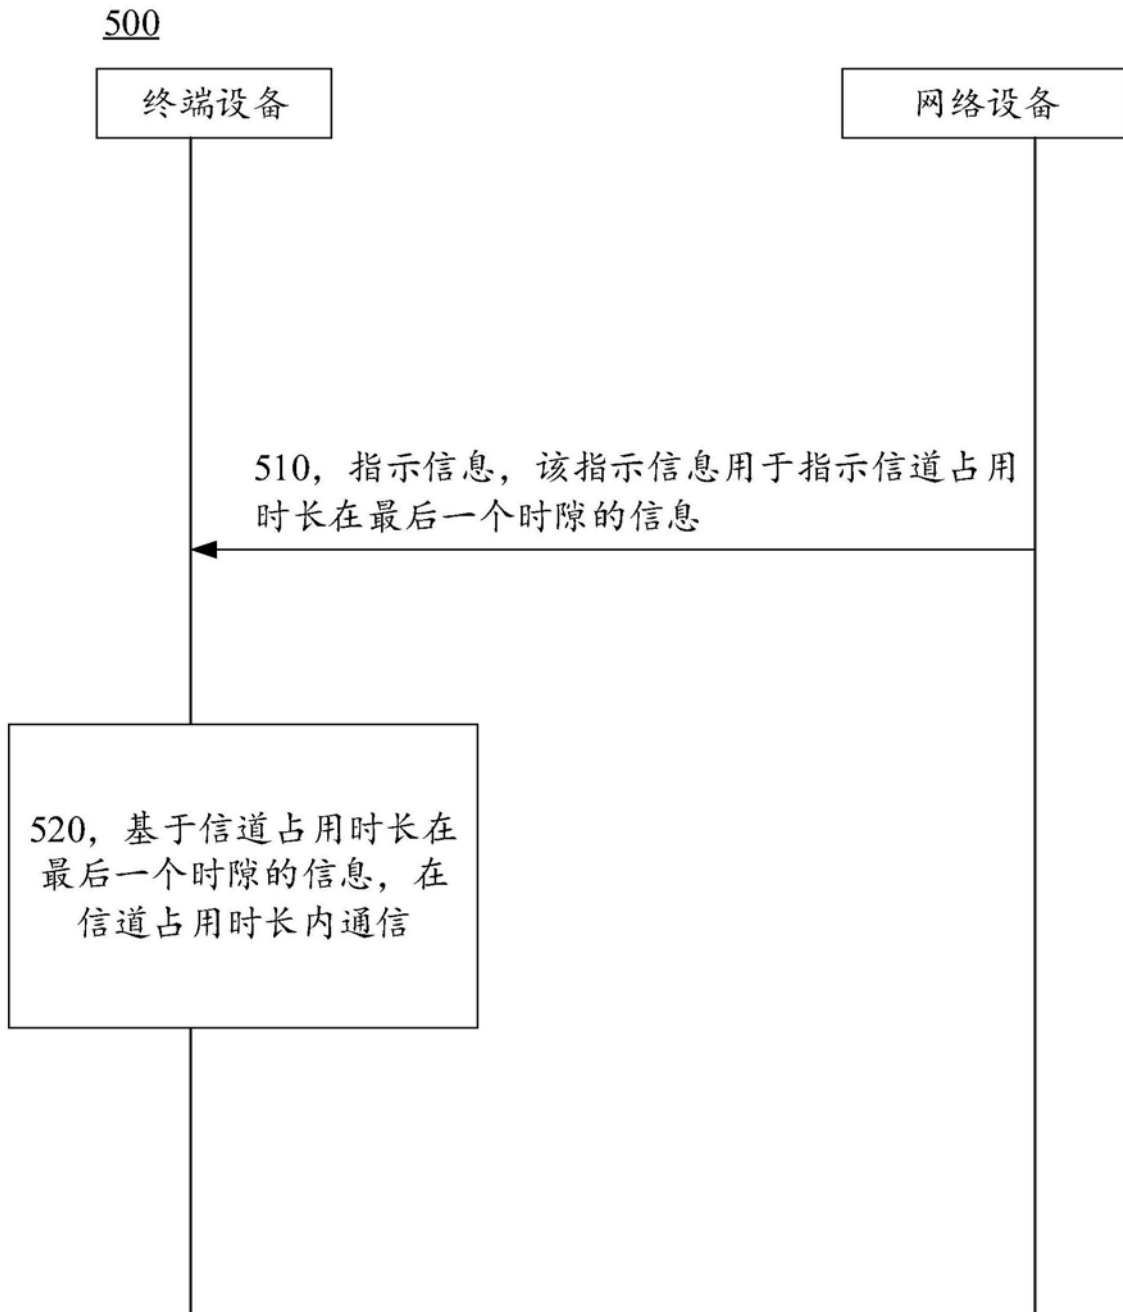 500
终端设备
网络设备
510，指示信息，该指示信息用于指示信道占用
时长在最后一个时隙的信息
520，基于信道占用时长在
最后一个时隙的信息，在
信道占用时长内通信